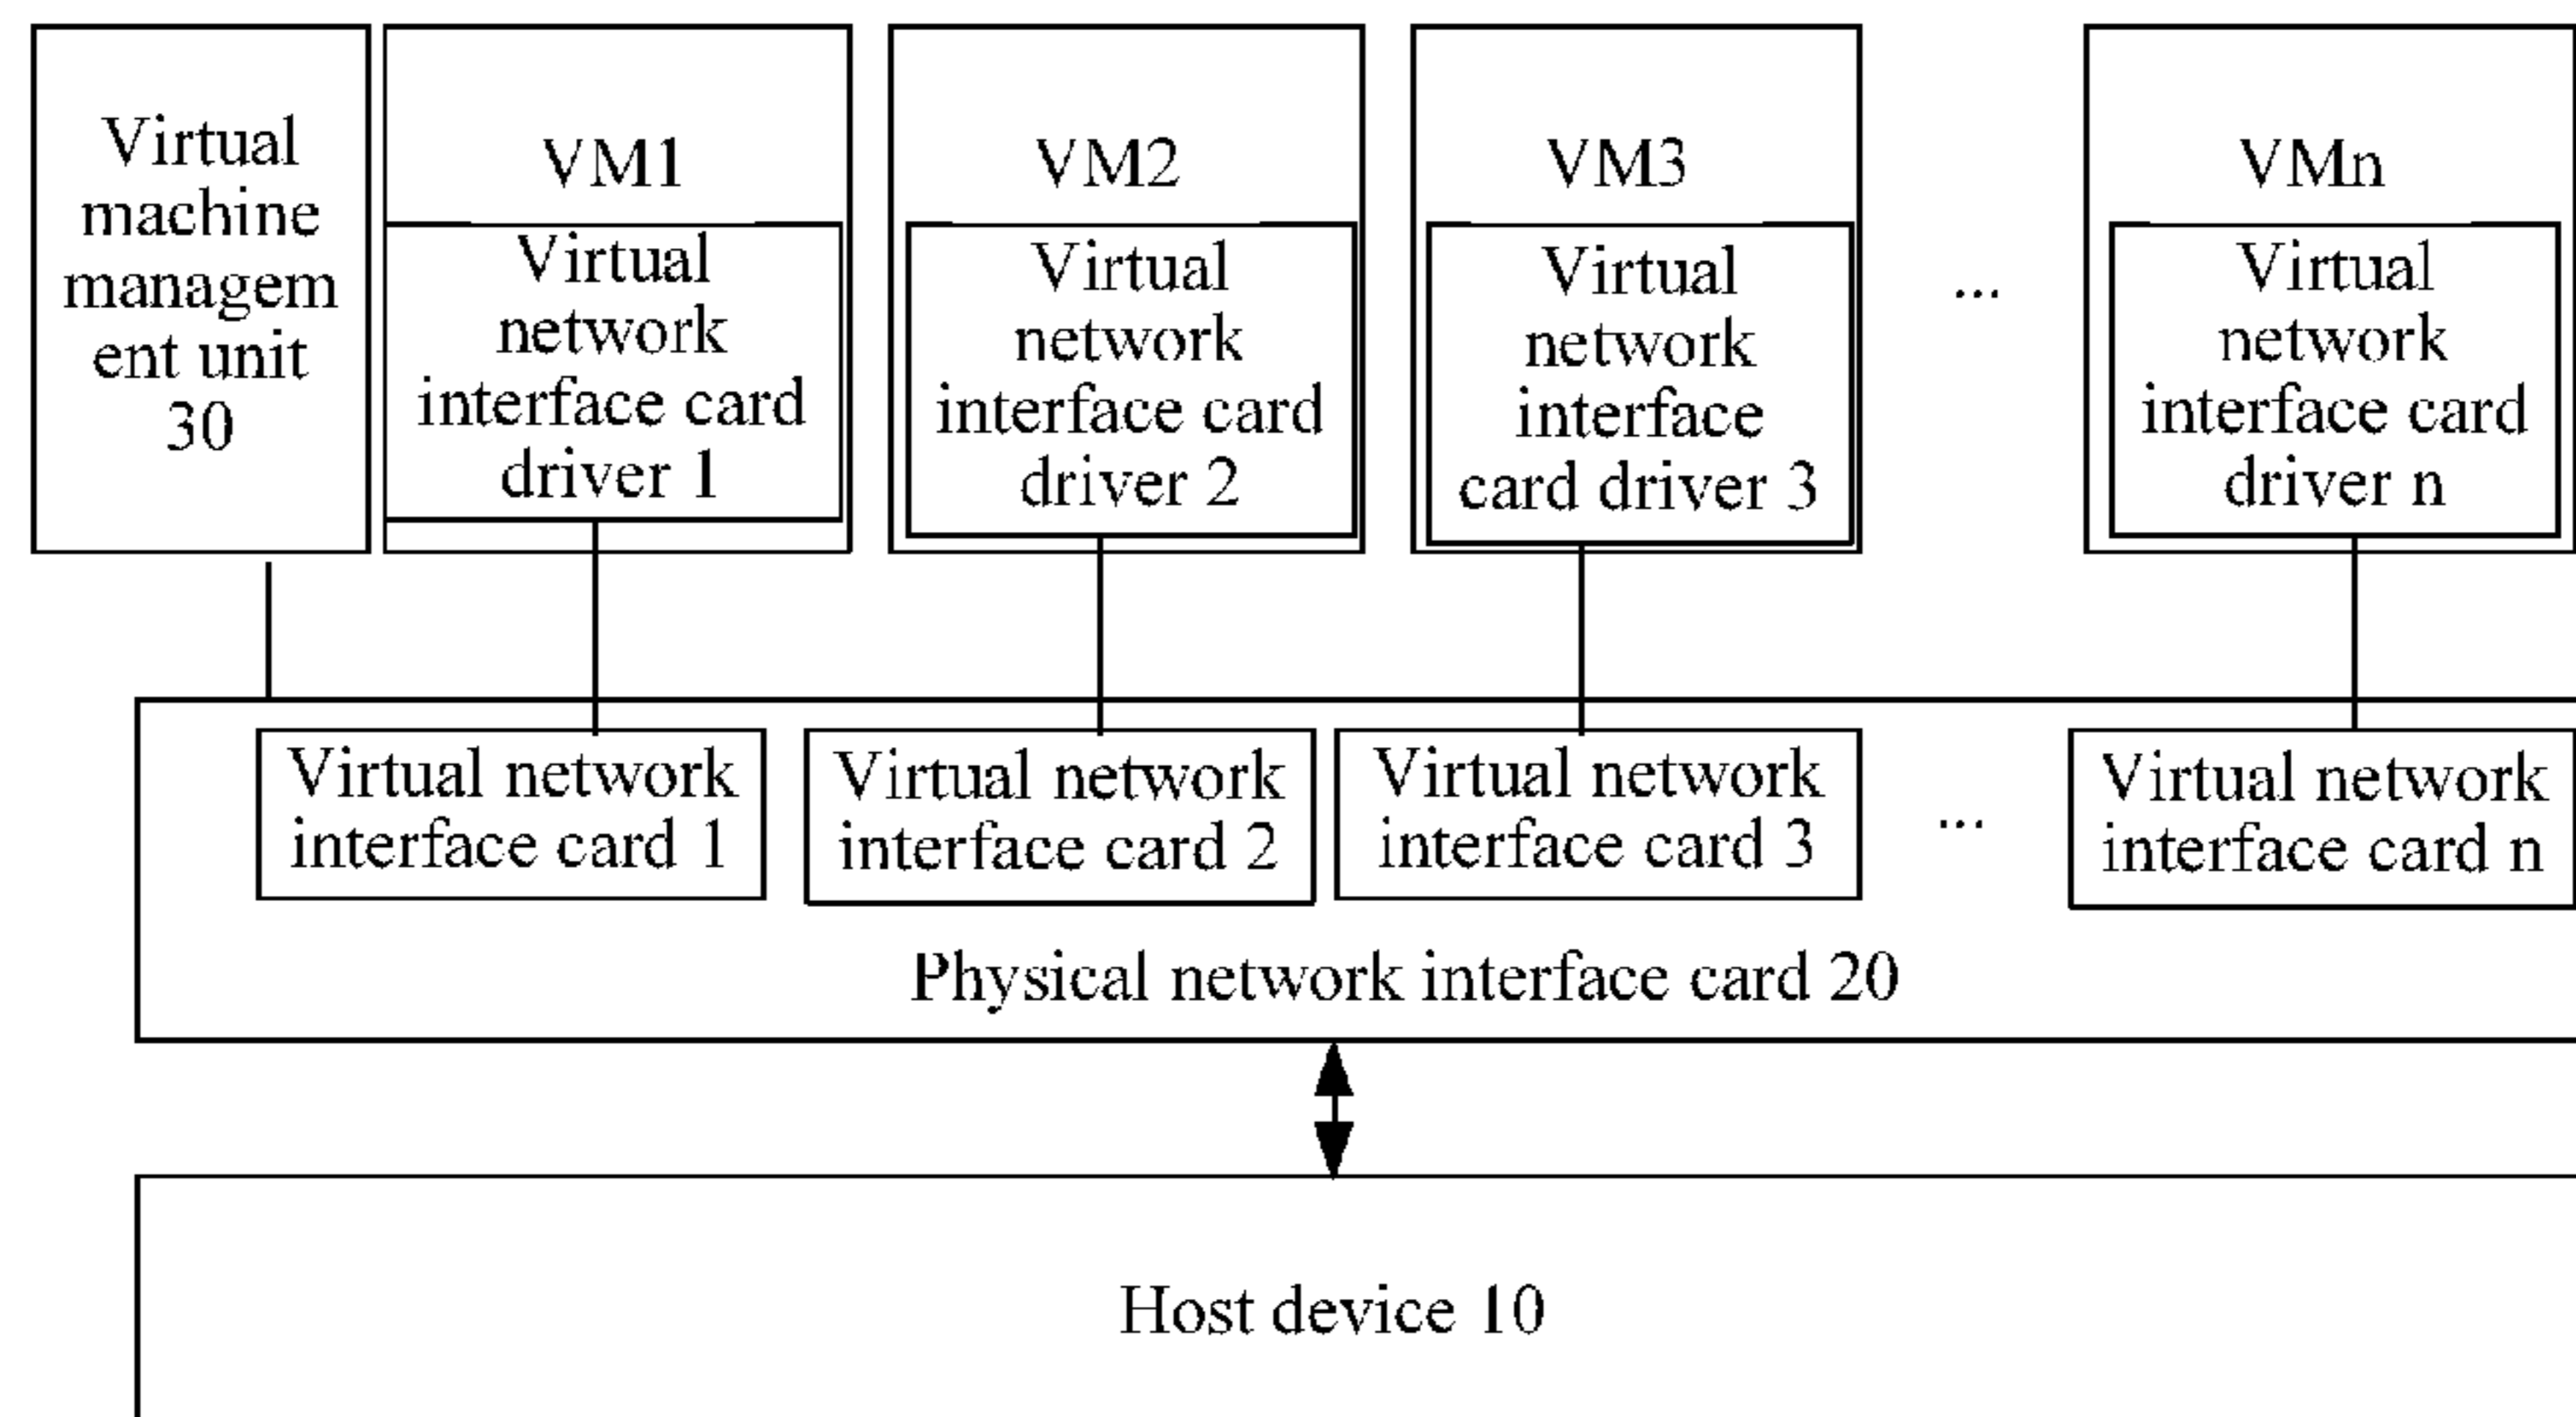 Virtual
machine
managem
ent unit
30
VM1
Virtual
network
interface card
driver 1
VM2
Virtual
network
interface card
driver 2
VM3
Virtual
network
interface
card driver 3
...
VMn
Virtual
network
interface card
driver n
Virtual network
interface card 1
Virtual network
interface card 2
Virtual network
interface card 3
...
Virtual network
interface card n
Physical network interface card 20
Host device 10